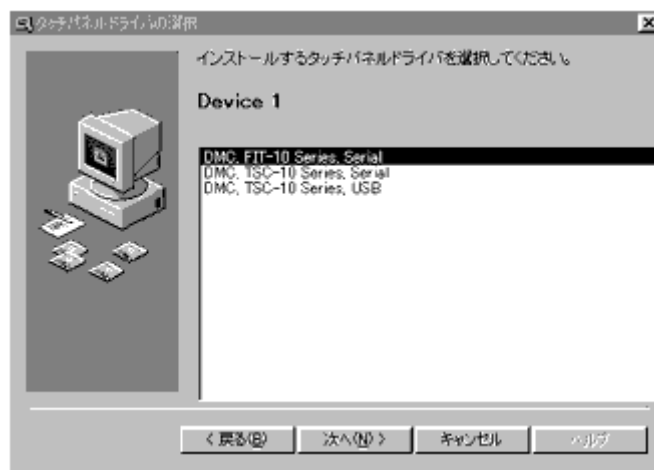 タッチパネルドライバの選択
インストールするタッチパネルドライバを選択してください。
Device 1
DMC, FIT-10 Series, Serial
DMC, TSC-10 Series, Serial
DMC, TSC-10 Series, USB
< 戻る(B)
次へ(N) >
キャンセル
ヘルプ